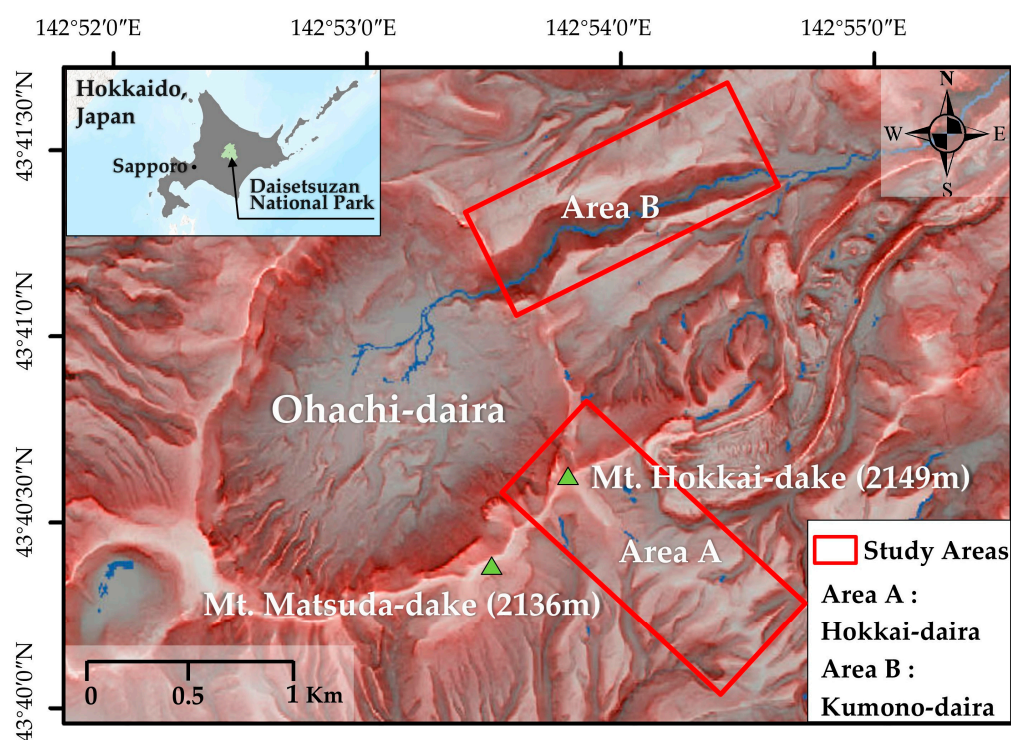 142°52'0"E 142°53'0"E 142°54'0"E 142°55'0"E
43°41'30"N
43°41'0"N
43°40'30"N
43°40'0"N
Hokkaido,
Japan
Sapporo
Daisetsuzan
National Park
N
W E
S
Area B
Ohachi-daira
Mt. Hokkai-dake (2149m)
Area A
Mt. Matsuda-dake (2136m)
Study Areas
Area A :
Hokkai-daira
Area B :
Kumono-daira
0 0.5 1 Km